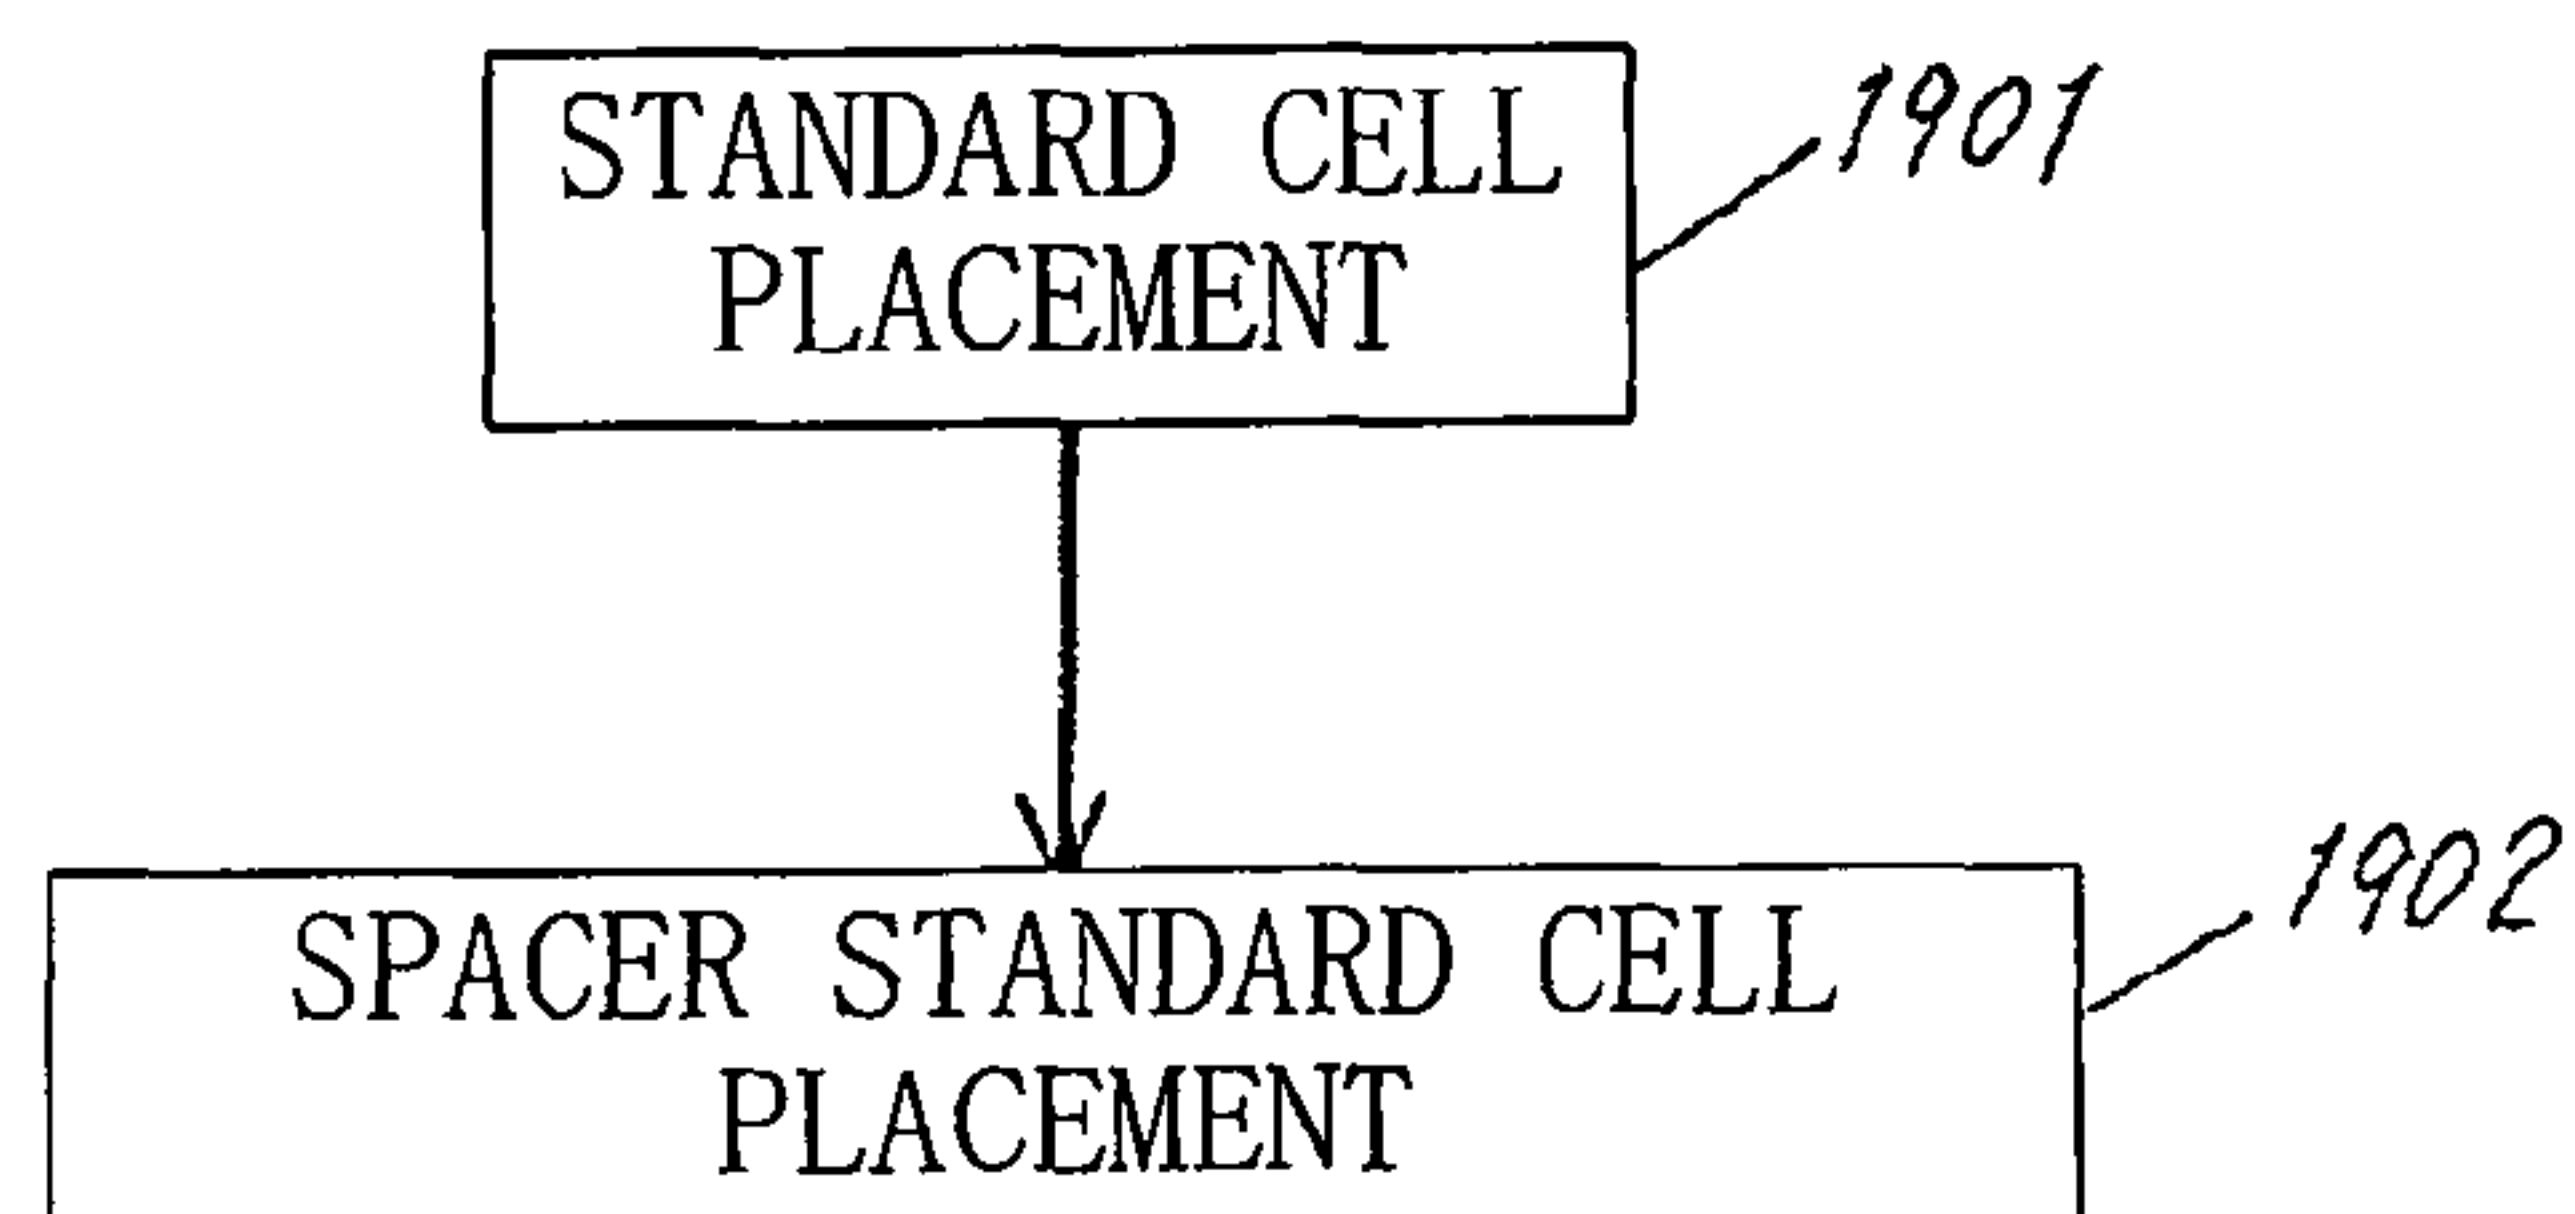 STANDARD CELL
PLACEMENT
1901
SPACER STANDARD CELL
PLACEMENT
1902